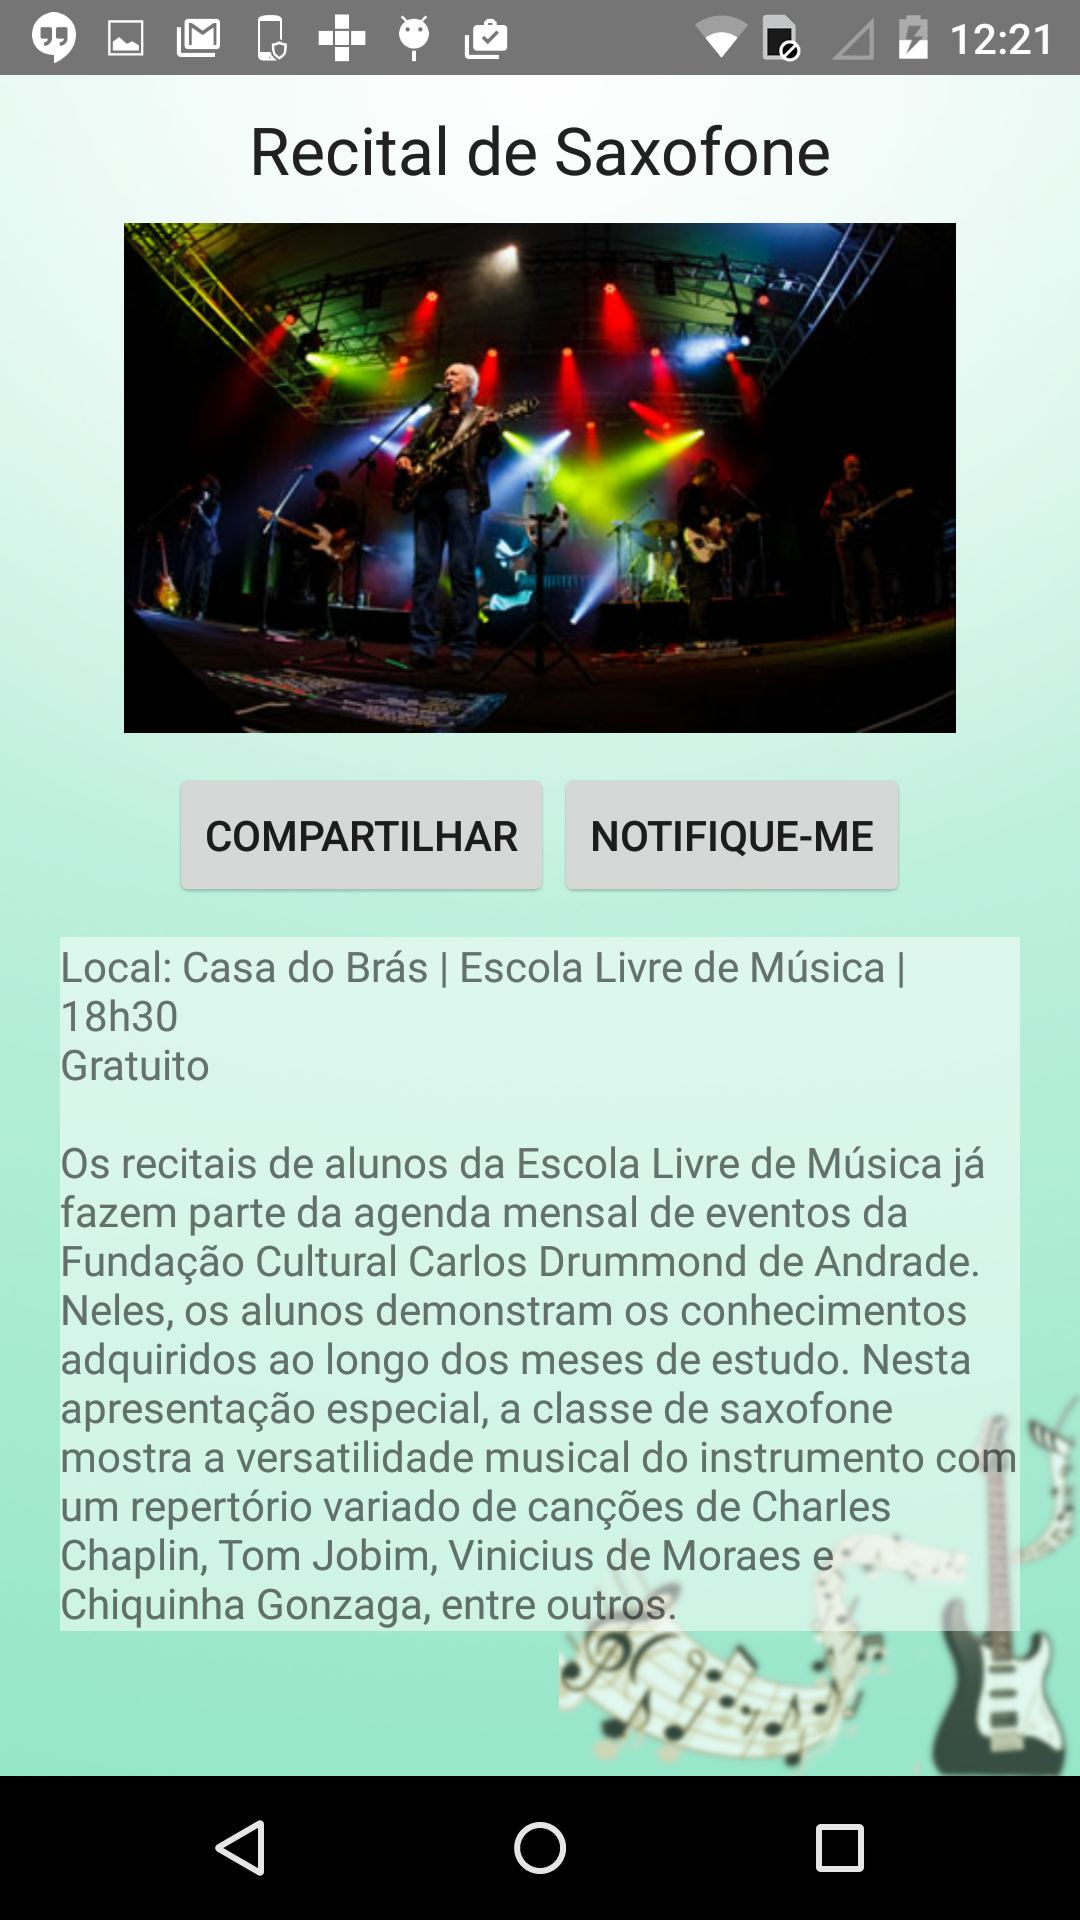 12:21
Recital de Saxofone
COMPARTILHAR
NOTIFIQUE-ME
Local: Casa do Brás | Escola Livre de Música |
18h30
Gratuito
Os recitais de alunos da Escola Livre de Música já
fazem parte da agenda mensal de eventos da
Fundação Cultural Carlos Drummond de Andrade.
Neles, os alunos demonstram os conhecimentos
adquiridos ao longo dos meses de estudo. Nesta
apresentação especial, a classe de saxofone
mostra a versatilidade musical do instrumento com
um repertório variado de canções de Charles
Chaplin, Tom Jobim, Vinicius de Moraes e
Chiquinha Gonzaga, entre outros.